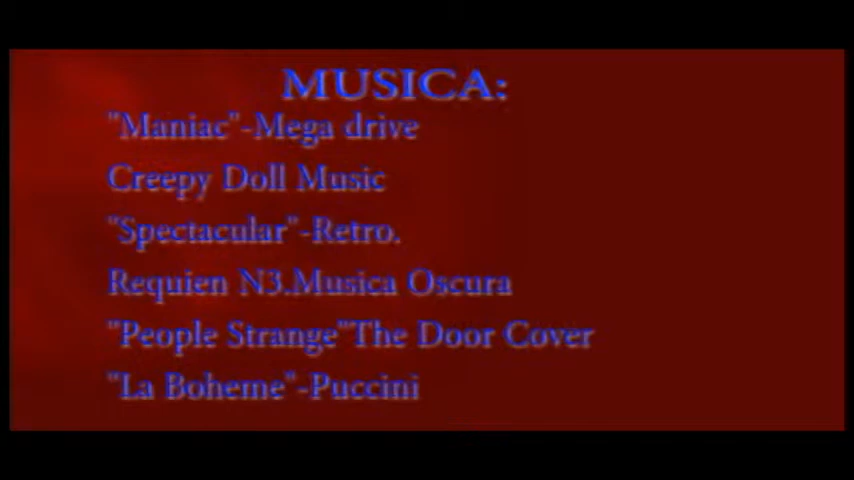 MUSICA:
"Maniac"-Mega drive
Creepy Doll Music
"Spectacular"-Retro.
Requien N3.Musica Oscura
"People Strange"The Door Cover
"La Boheme"-Puccini